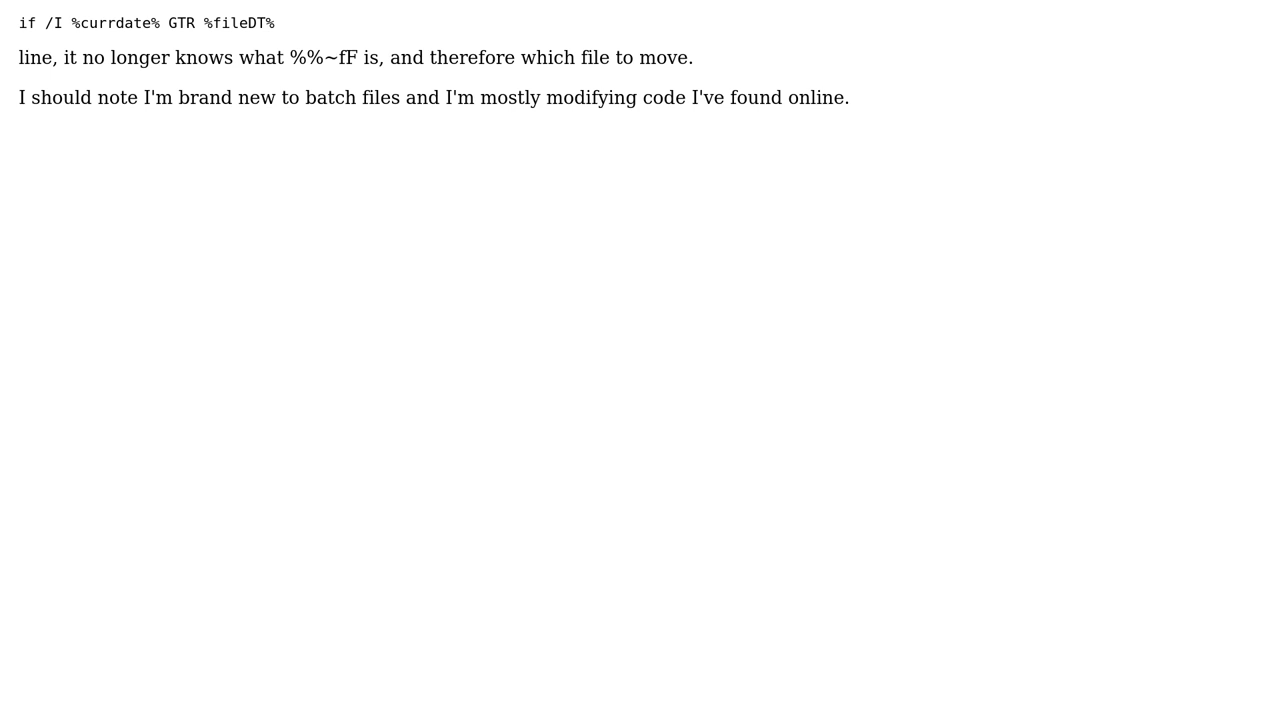 if /I %currdate% GTR %fileDT%
line, it no longer knows what %%~fF is, and therefore which file to move.
I should note I'm brand new to batch files and I'm mostly modifying code I've found online.